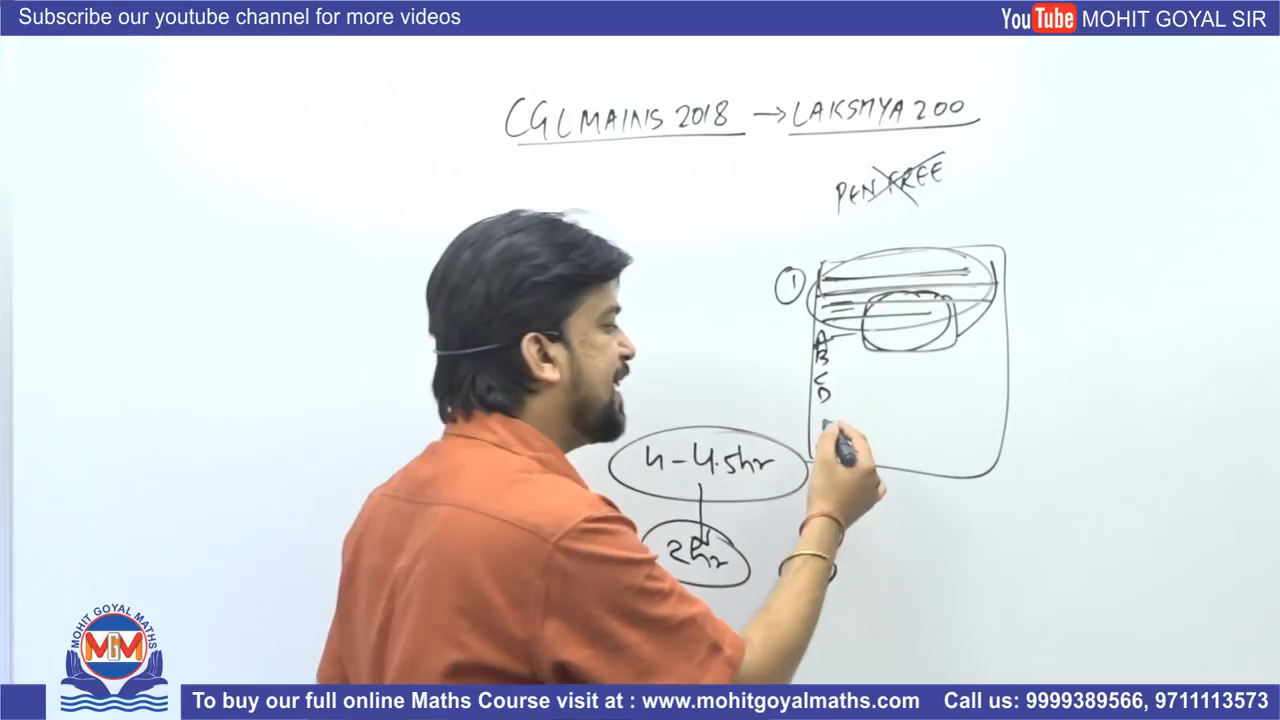 Subscribe our youtube channel for more videos
YouTube MOHIT GOYAL SIR
CGL MAINS 2018 → LAKSHYA 200
PEN FREE
1
A
B
C
D
4-4.5hr
2hr
MOHIT GOYAL MATHS
MGM
To buy our full online Maths Course visit at : www.mohitgoyalmaths.com Call us: 9999389566, 9711113573